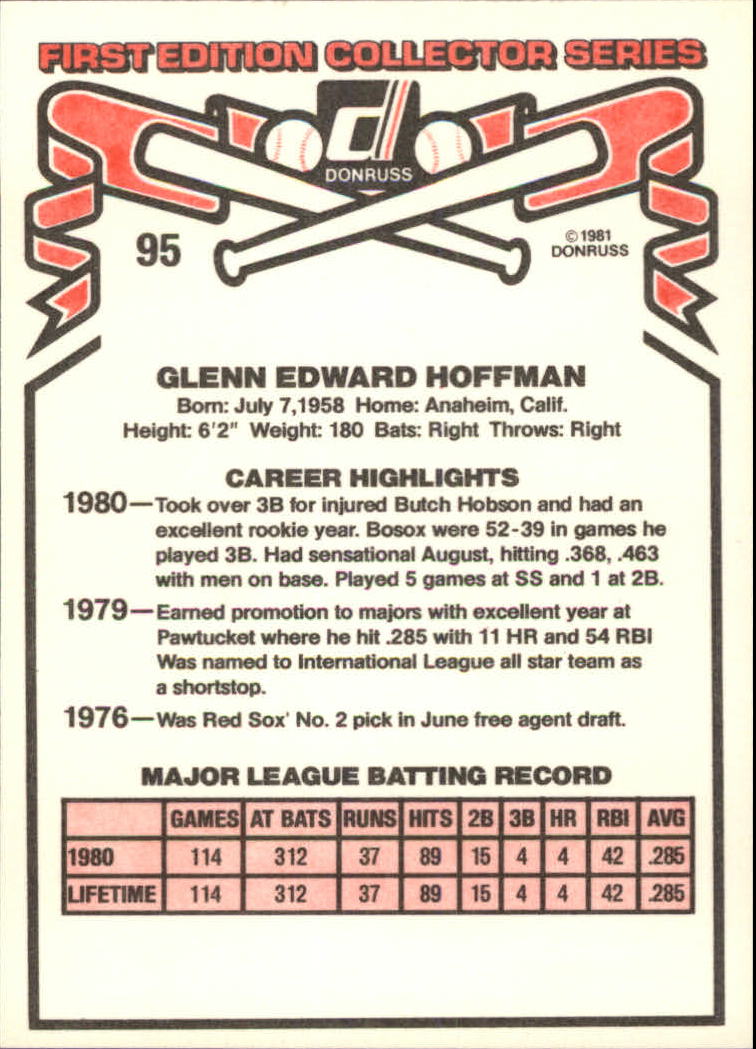 FIRST EDITION COLLECTOR SERIES
d
DONRUSS
95
©1981
DONRUSS
GLENN EDWARD HOFFMAN
Born: July 7,1958 Home: Anaheim, Calif.
Height: 6'2" Weight: 180 Bats: Right Throws: Right
CAREER HIGHLIGHTS
1980—Took over 3B for injured Butch Hobson and had an
excellent rookie year. Bosox were 52-39 in games he
played 3B. Had sensational August, hitting .368, .463
with men on base. Played 5 games at SS and 1 at 2B.
1979—Earned promotion to majors with excellent year at
Pawtucket where he hit .285 with 11 HR and 54 RBI
Was named to International League all star team as
a shortstop.
1976—Was Red Sox' No. 2 pick in June free agent draft.
MAJOR LEAGUE BATTING RECORD
GAMES AT BATS RUNS HITS 2B 3B HR RBI AVG
1980 114 312 37 89 15 4 4 42 .285
LIFETIME 114 312 37 89 15 4 4 42 .285